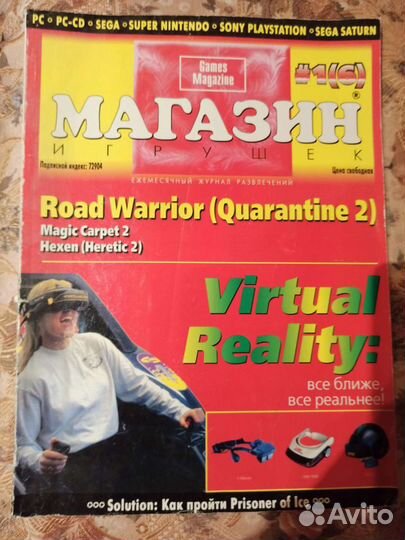 PC ○ PC-CD ○ SEGA ○ SUPER NINTENDO ○ SONY PLAYSTATION ○ SEGA SATURN
Games
Magazine
#1(6)
МАГАЗИН®
ИГРУШЕК
Подписной индекс: 72904
Цена свободная
ЕЖЕМЕСЯЧНЫЙ ЖУРНАЛ РАЗВЛЕЧЕНИЙ
Road Warrior (Quarantine 2)
Magic Carpet 2
Hexen (Heretic 2)
Virtual
Reality:
все ближе,
все реальнее!
○○○ Solution: Как пройти Prisoner of Ice ○○○
Avito